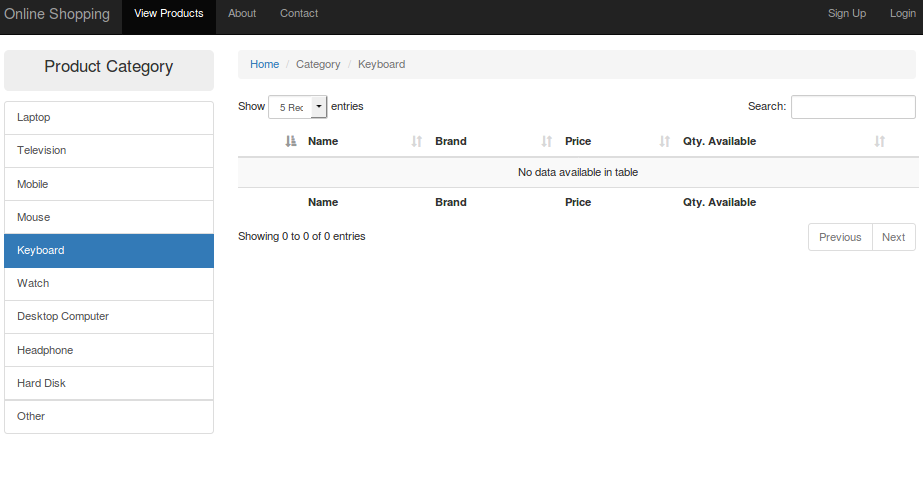 Online Shopping View Products About Contact Sign Up Login
Product Category
Laptop
Television
Mobile
Mouse
Keyboard
Watch
Desktop Computer
Headphone
Hard Disk
Other
Home / Category / Keyboard
Show 5 Rec entries Search:
Name Brand Price Qty. Available
No data available in table
Name Brand Price Qty. Available
Showing 0 to 0 of 0 entries Previous Next